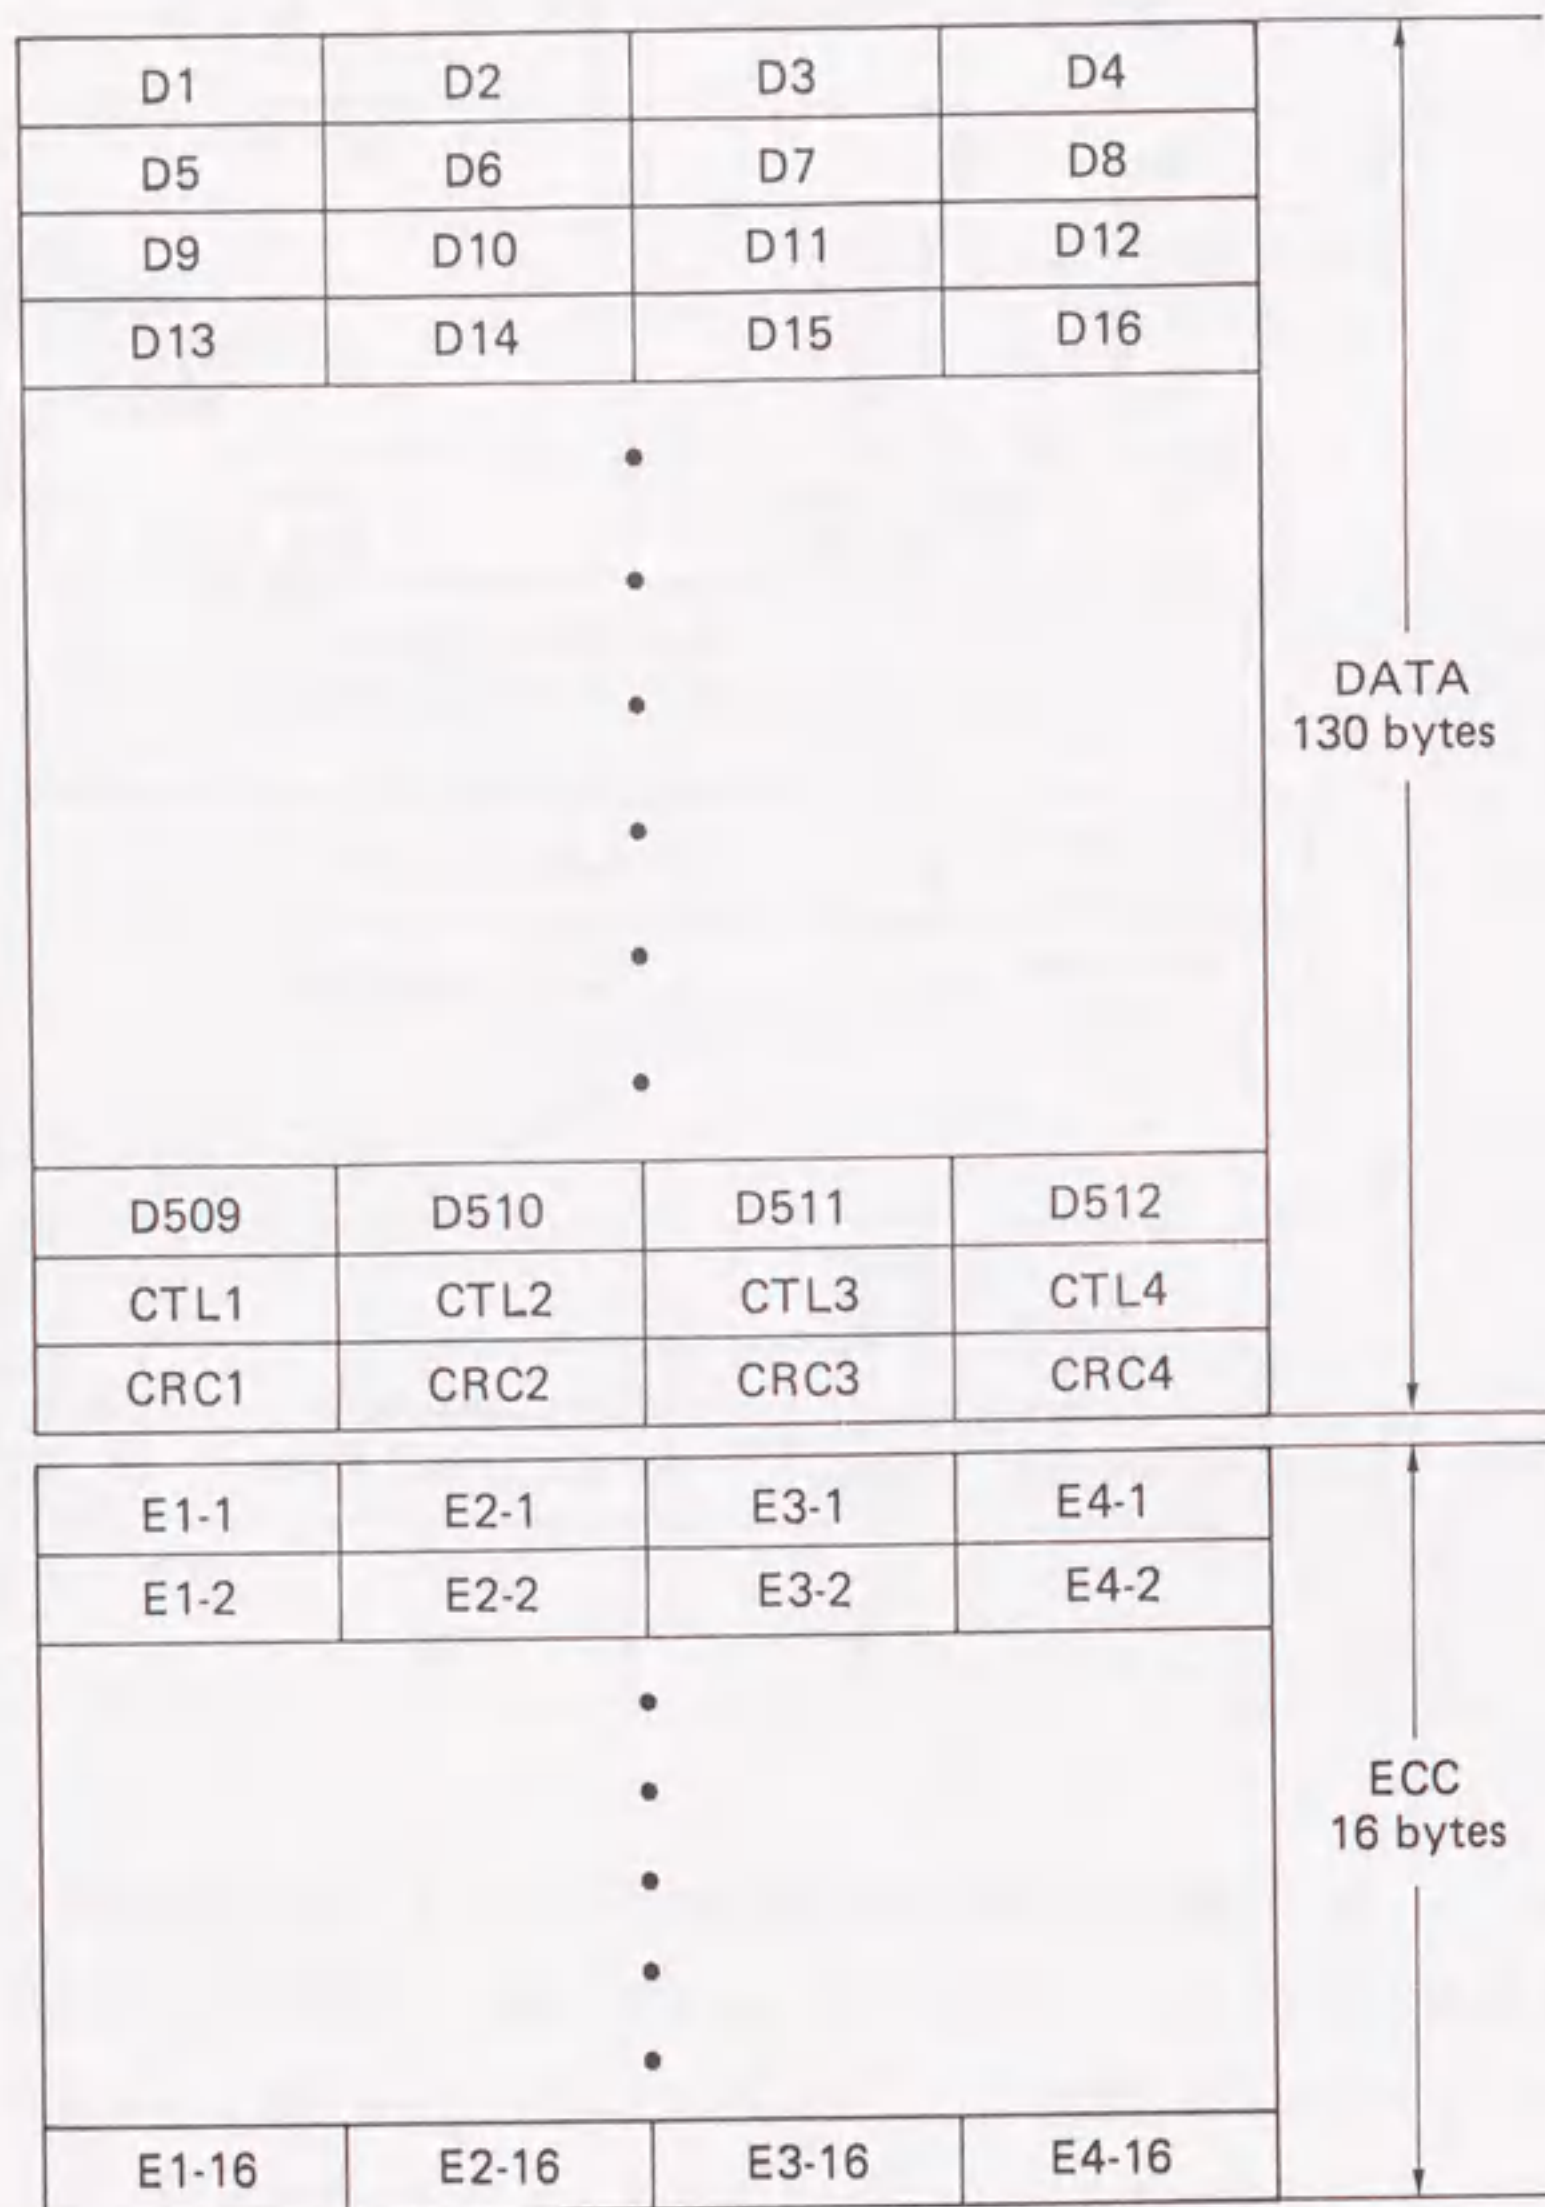 D1 D2 D3 D4
D5 D6 D7 D8
D9 D10 D11 D12
D13 D14 D15 D16
DATA
130 bytes
D509 D510 D511 D512
CTL1 CTL2 CTL3 CTL4
CRC1 CRC2 CRC3 CRC4
E1-1 E2-1 E3-1 E4-1
E1-2 E2-2 E3-2 E4-2
ECC
16 bytes
E1-16 E2-16 E3-16 E4-16